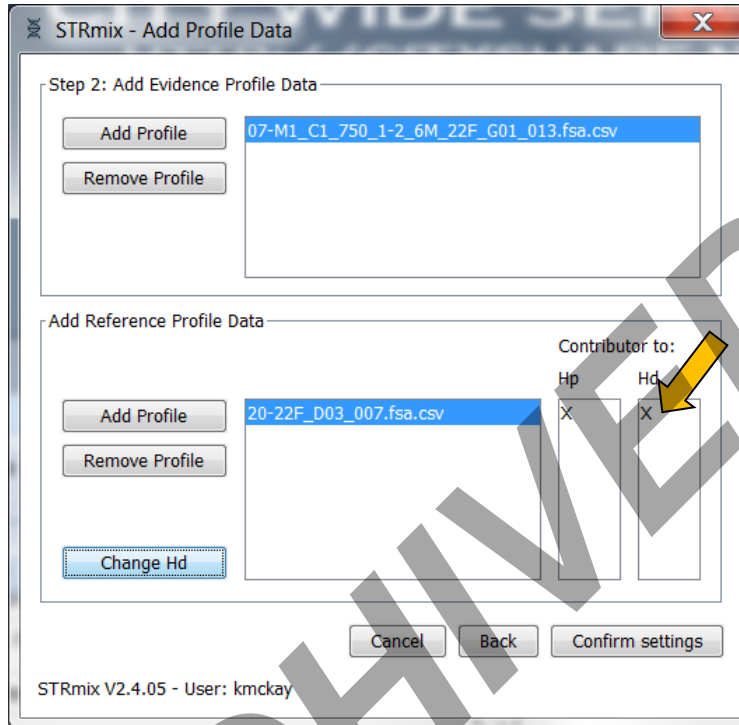 STRmix - Add Profile Data
X
Step 2: Add Evidence Profile Data
Add Profile
07-M1_C1_750_1-2_6M_22F_G01_013.fsa.csv
Remove Profile
Add Reference Profile Data
Contributor to:
Hp Hd
Add Profile
20-22F_D03_007.fsa.csv
X X
Remove Profile
Change Hd
Cancel Back Confirm settings
STRmix V2.4.05 - User: kmckay